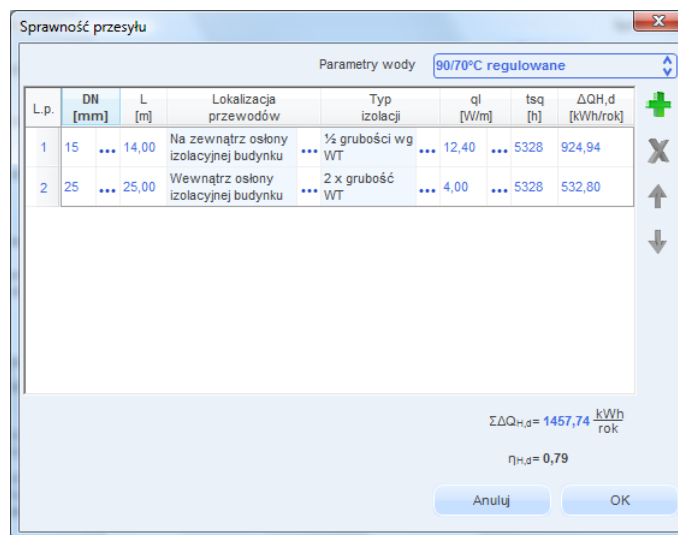 Sprawność przesyłu
Parametry wody 90/70ºC regulowane
L.p. DN [mm] L [m] Lokalizacja przewodów Typ izolacji ql [W/m] tsq [h] ΔQH,d [kWh/rok]
1 15 ... 14,00 Na zewnątrz osłony izolacyjnej budynku ... ½ grubości wg WT ... 12,40 ... 5328 924,94
2 25 ... 25,00 Wewnątrz osłony izolacyjnej budynku ... 2 x grubość WT ... 4,00 ... 5328 532,80
ΣΔQH,d= 1457,74 kWh/rok
ηH,d= 0,79
Anuluj OK